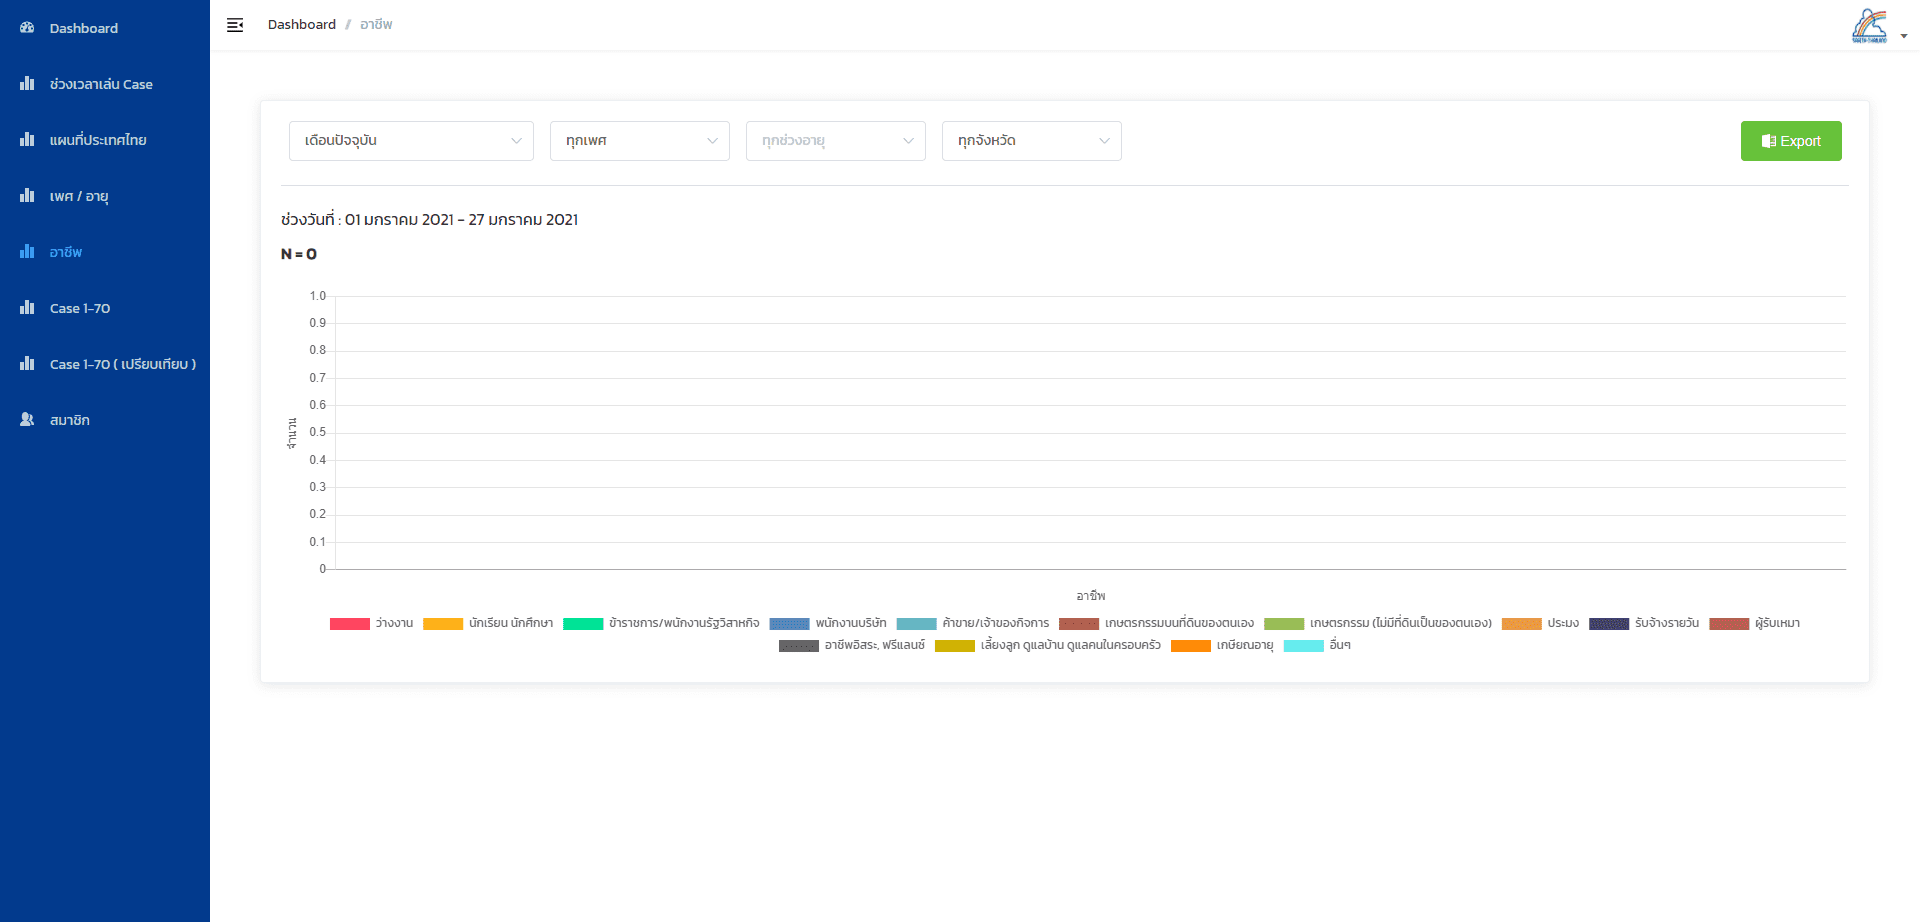 Dashboard
ช่วงเวลาเล่น Case
แผนที่ประเทศไทย
เพศ / อายุ
อาชีพ
Case 1-70
Case 1-70 ( เปรียบเทียบ )
สมาชิก
Dashboard / อาชีพ
เดือนปัจจุบัน ทุกเพศ ทุกช่วงอายุ ทุกจังหวัด Export
ช่วงวันที่ : 01 มกราคม 2021 - 27 มกราคม 2021
N = 0
1.0
0.9
0.8
0.7
0.6
0.5
0.4
0.3
0.2
0.1
0
จำนวน
อาชีพ
ว่างงาน นักเรียน นักศึกษา ข้าราชการ/พนักงานรัฐวิสาหกิจ พนักงานบริษัท ค้าขาย/เจ้าของกิจการ เกษตรกรรมบนที่ดินของตนเอง เกษตรกรรม (ไม่มีที่ดินเป็นของตนเอง) ประมง รับจ้างรายวัน ผู้รับเหมา
อาชีพอิสระ, ฟรีแลนซ์ เลี้ยงลูก ดูแลบ้าน ดูแลคนในครอบครัว เกษียณอายุ อื่นๆ